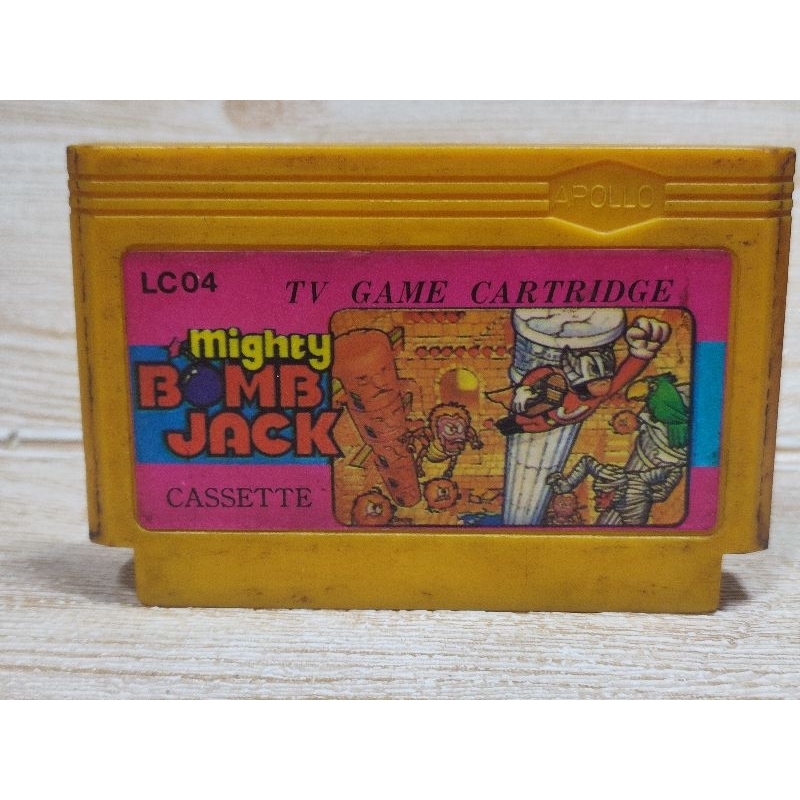 APOLLO
LC04
TV GAME CARTRIDGE
mighty
BOMB
JACK
CASSETTE